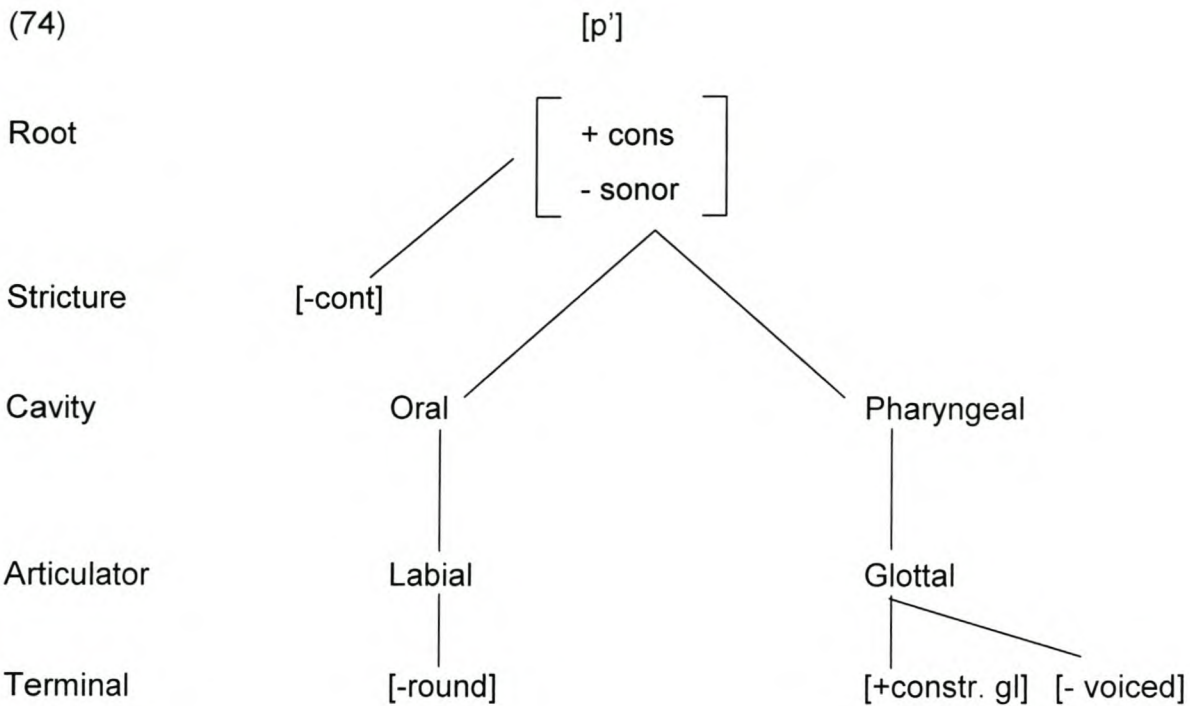 (74) [p']
Root + cons
- sonor
Stricture [-cont]
Cavity Oral Pharyngeal
Articulator Labial Glottal
Terminal [-round] [+constr. gl] [- voiced]